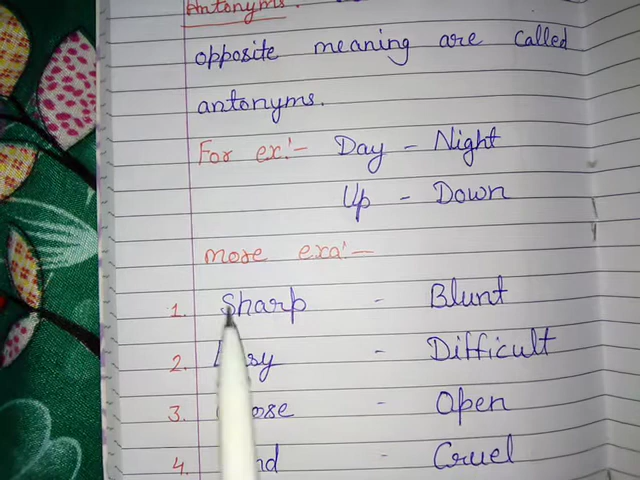 Antonyms.
opposite meaning are called
antonyms.
For ex:- Day - Night
Up - Down
more exa:-
1. Sharp - Blunt
2. - Difficult
3. - Open
4. - Cruel